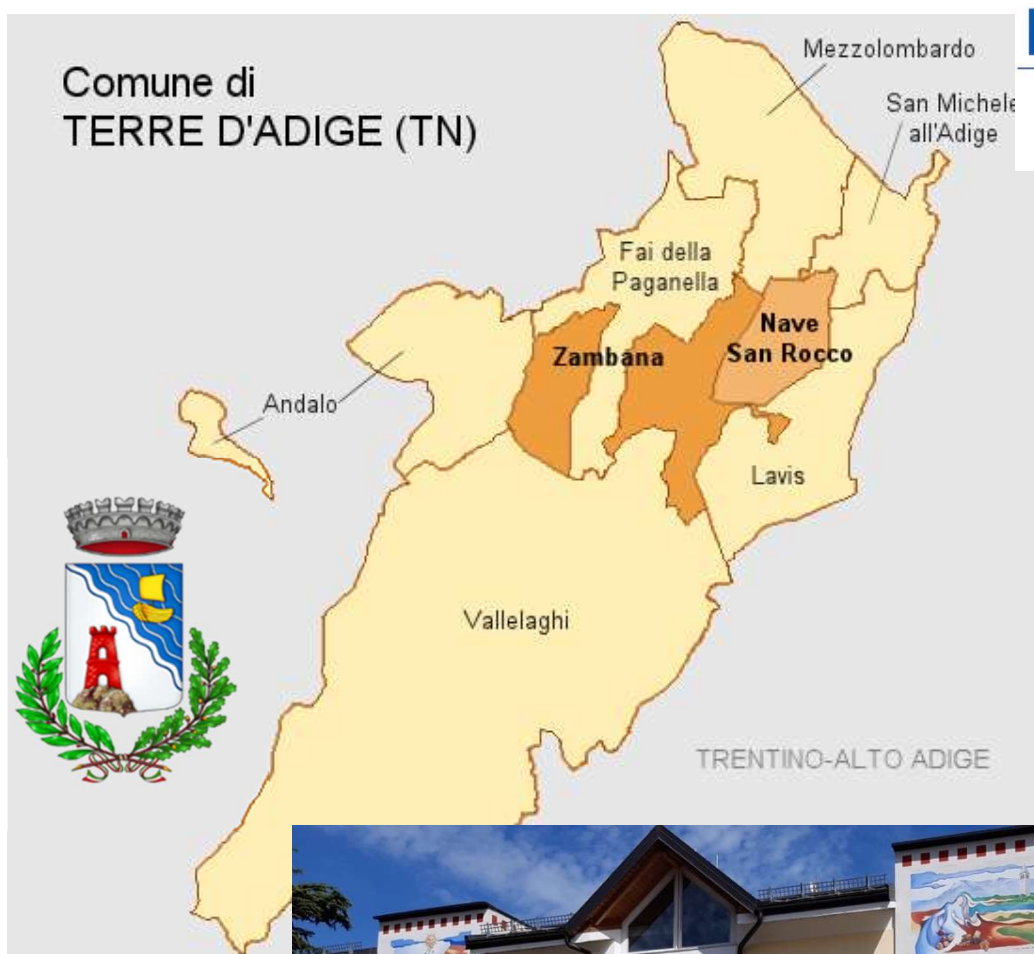 Comune di
TERRE D'ADIGE (TN)
Mezzolombardo
San Michele
all'Adige
Fai della
Paganella
Nave
San Rocco
Zambana
Andalo
Lavis
Vallelaghi
TRENTINO-ALTO ADIGE